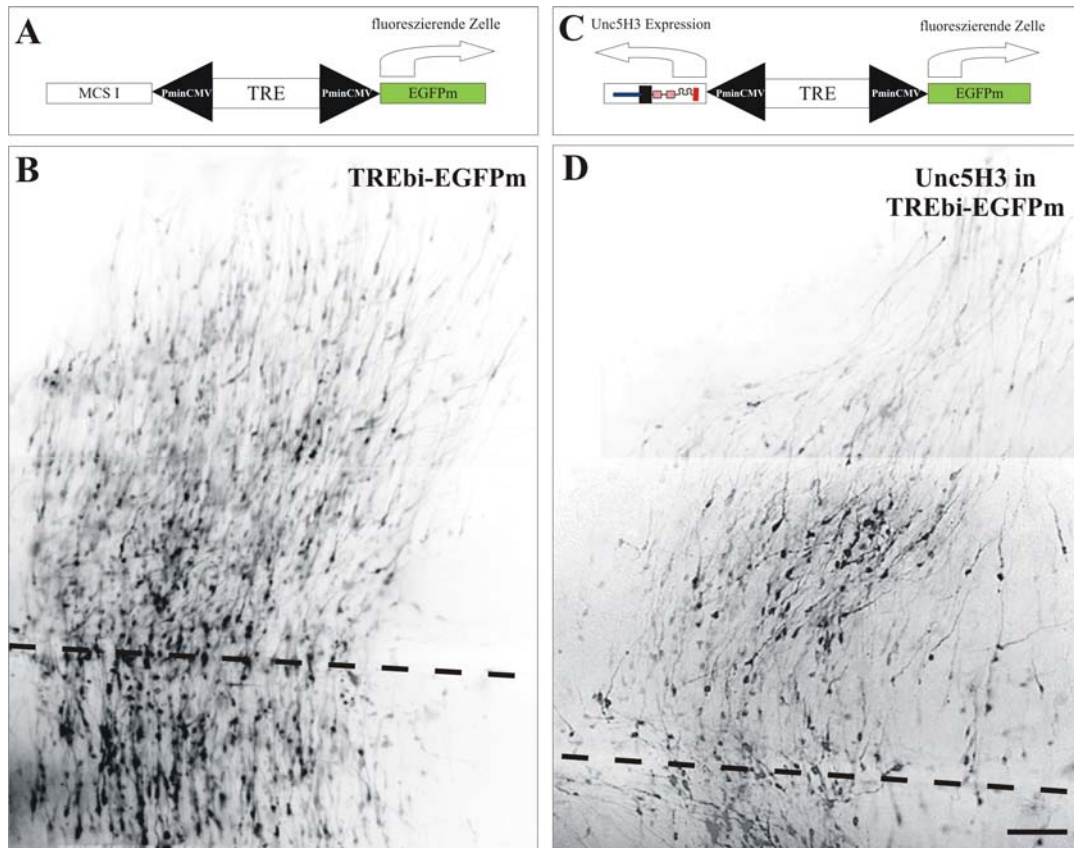 A
fluoreszierende Zelle
MCS I
PminCMV
TRE
PminCMV
EGFPm
B
TREbi-EGFPm
C
Unc5H3 Expression
fluoreszierende Zelle
PminCMV
TRE
PminCMV
EGFPm
D
Unc5H3 in
TREbi-EGFPm